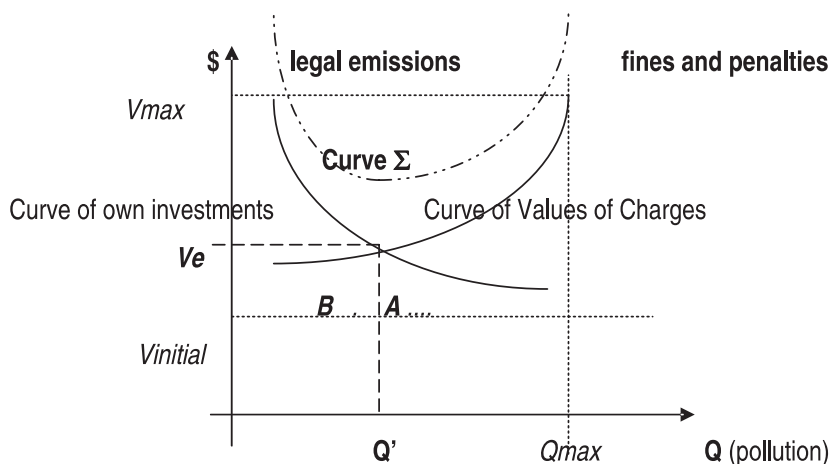 $ legal emissions fines and penalties
Vmax
Curve Σ
Curve of own investments Curve of Values of Charges
Ve
B . A ....
Vinitial
Q' Qmax Q (pollution)